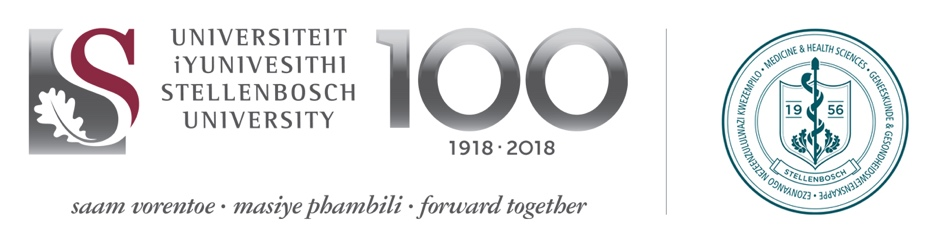 UNIVERSITEIT
iYUNIVESITHI
STELLENBOSCH
UNIVERSITY
100
1918 · 2018
saam vorentoe · masiye phambili · forward together
MEDICINE & HEALTH SCIENCES • GENEESKUNDE & GESONDHEIDSWETENSKAPPE • EZONYANGO NEZEENZULULWAZI KWEZEMPILO •
19 56
STELLENBOSCH